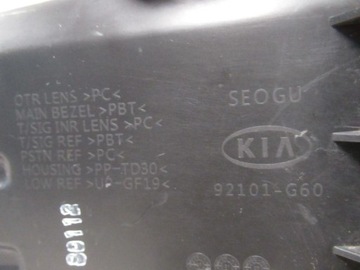 OTR LENS >PC<
MAIN BEZEL >PBT<
T/SIG INR LENS >PC<
T/SIG REF >PBT<
PSTN REF >PC<
HOUSING >PP-TD30<
LOW REF >UP-GF19<
SEOGU
KIA
92101-G60